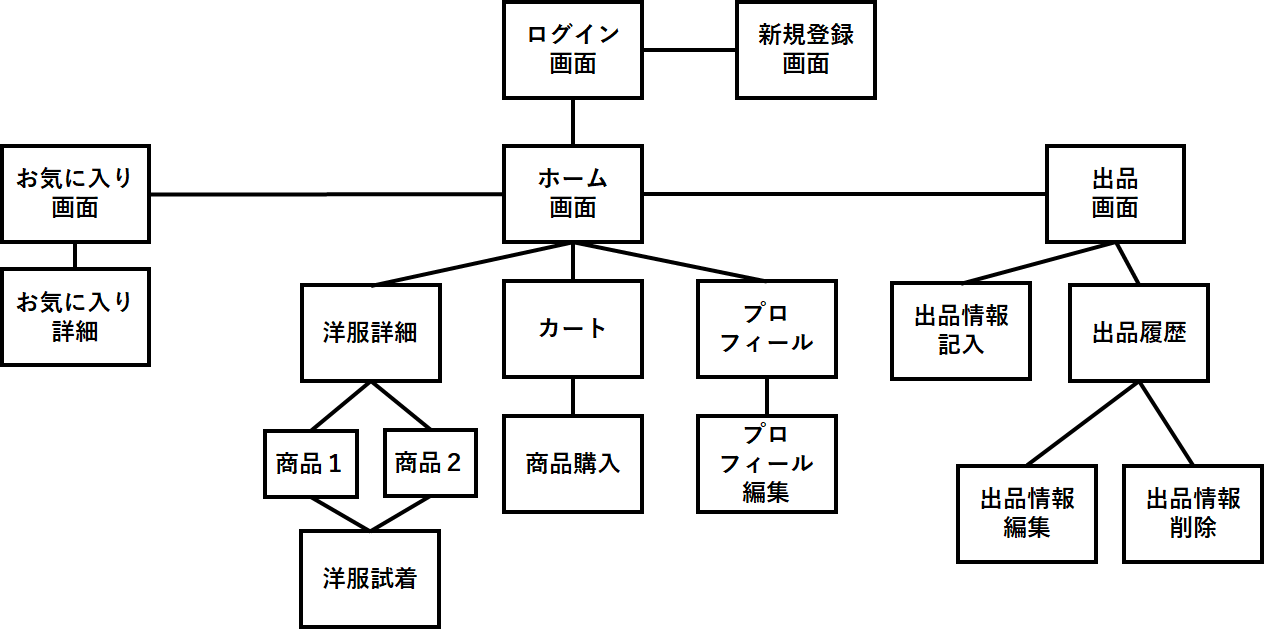 ログイン
画面
新規登録
画面
お気に入り
画面
ホーム
画面
出品
画面
お気に入り
詳細
洋服詳細
カート
プロ
フィール
出品情報
記入
出品履歴
商品１
商品２
商品購入
プロ
フィール
編集
出品情報
編集
出品情報
削除
洋服試着